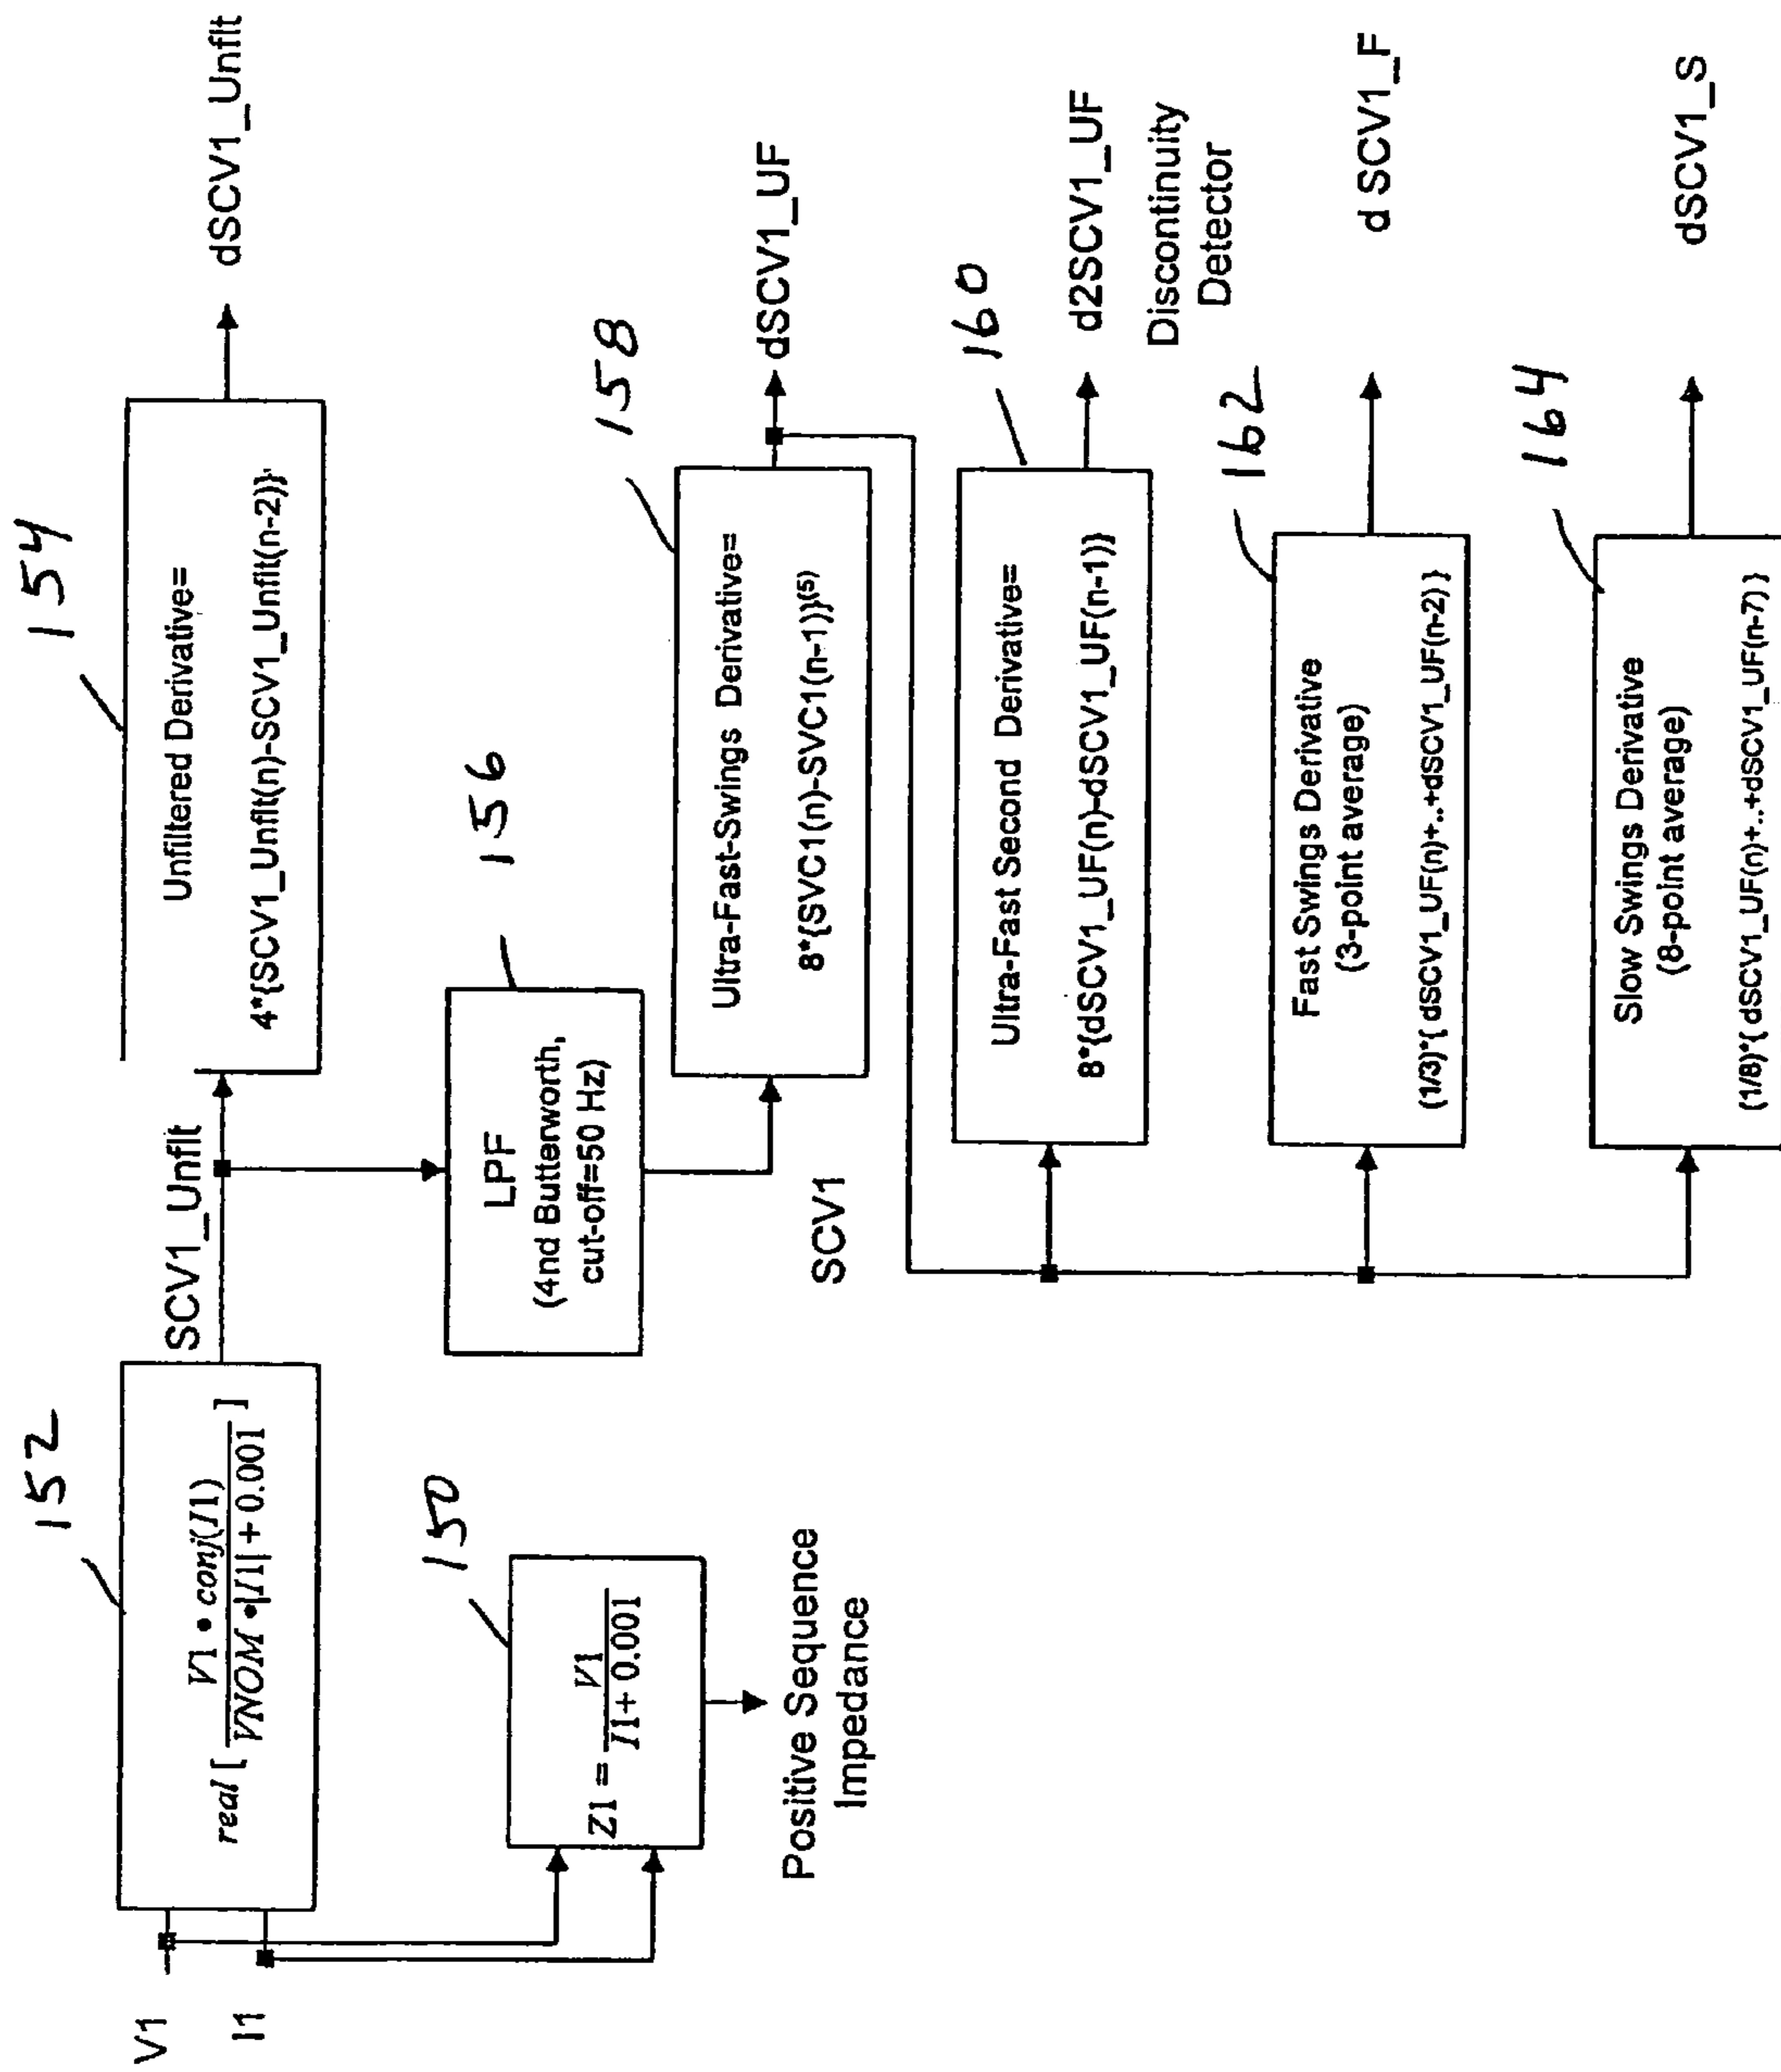 152
V1
I1
real [ V1 • conj(I1) / VNOM •|I1| + 0.001 ]
SCV1_Unflt
154
Unfiltered Derivative=
4*{SCV1_Unflt(n)-SCV1_Unflt(n-2)}
dSCV1_Unflt
150
Z1 = V1 / I1+ 0.001
Positive Sequence
Impedance
156
LPF
(4nd Butterworth,
cut-off=50 Hz)
SCV1
158
Ultra-Fast-Swings Derivative=
8*{SVC1(n)-SVC1(n-1)}(5)
dSCV1_UF
160
Ultra-Fast Second Derivative=
8*{dSCV1_UF(n)-dSCV1_UF(n-1)}
d2SCV1_UF
Discontinuity
Detector
162
Fast Swings Derivative
(3-point average)
(1/3)*{ dSCV1_UF(n)+..+dSCV1_UF(n-2) }
d SCV1_F
164
Slow Swings Derivative
(8-point average)
(1/8)*{ dSCV1_UF(n)+..+dSCV1_UF(n-7) }
dSCV1_S